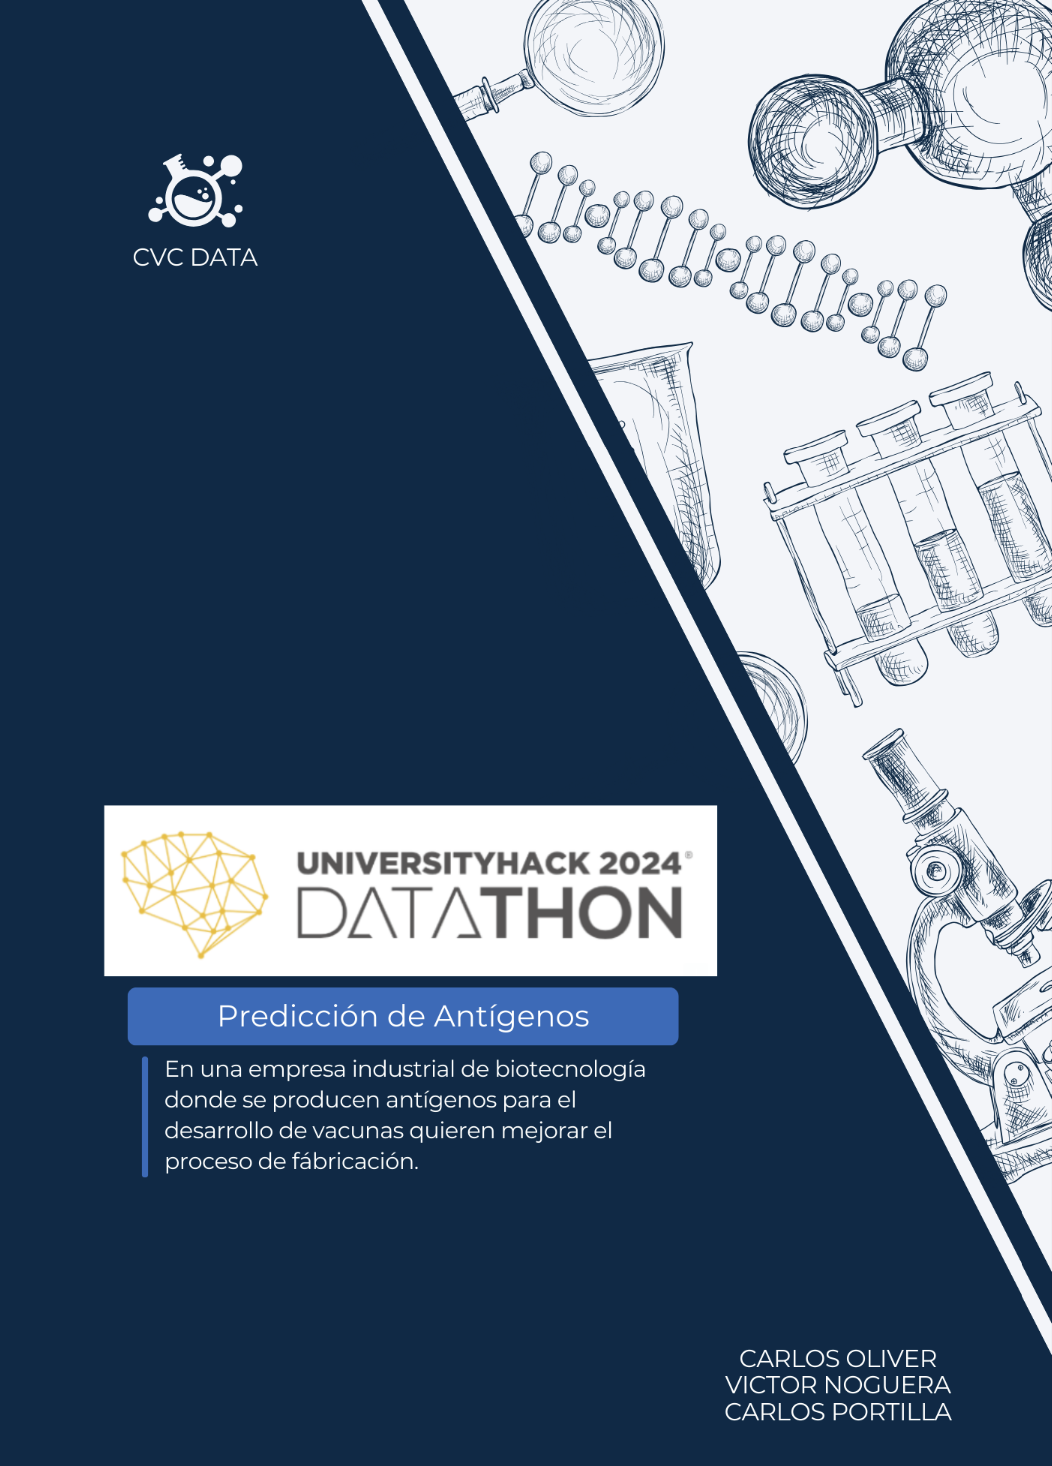 CVC DATA
UNIVERSITYHACK 2024®
DATATHON
Predicción de Antígenos
En una empresa industrial de biotecnología
donde se producen antígenos para el
desarrollo de vacunas quieren mejorar el
proceso de fábricación.
CARLOS OLIVER
VICTOR NOGUERA
CARLOS PORTILLA